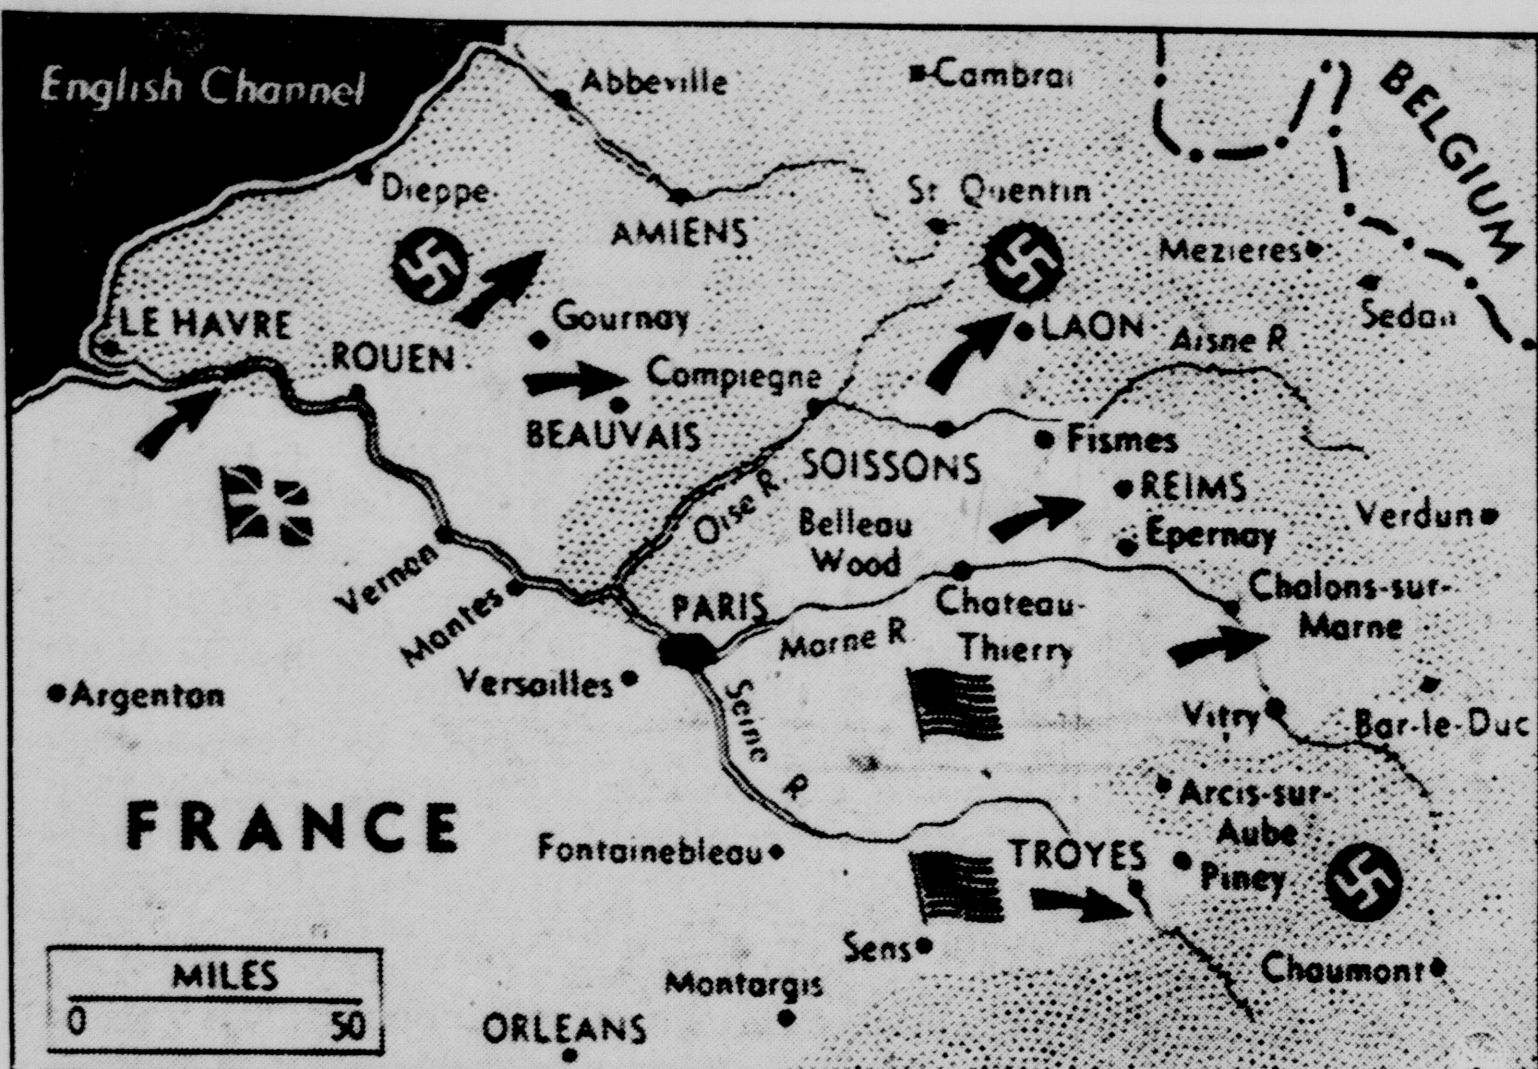 English Channel
Abbeville
Cambrai
BELGIUM
Dieppe
AMIENS
St Quentin
Mezieres
Sedan
LE HAVRE
ROUEN
Gournay
LAON
Aisne R
Compiegne
BEAUVAIS
SOISSONS
Fismes
Oise R.
REIMS
Belleau
Wood
Epernay
Verdun
Vernon
Mantes
PARIS
Marne R
Chateau-
Thierry
Chalons-sur-
Marne
Versailles
Argentan
Seine R
Vitry
Bar-le-Duc
FRANCE
Fontainebleau
TROYES
Arcis-sur-
Aube
Piney
Sens
Chaumont
Montargis
ORLEANS
MILES
0 50